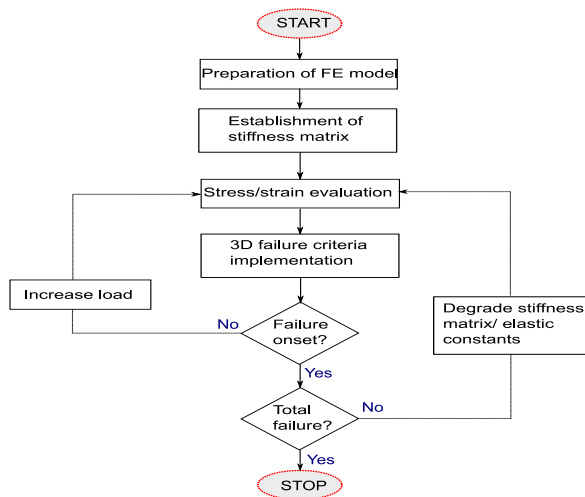 START
Preparation of FE model
Establishment of
stiffness matrix
Stress/strain evaluation
3D failure criteria
implementation
Increase load
Degrade stiffness
matrix/ elastic
constants
No
Failure
onset?
Yes
Total
failure?
No
Yes
STOP